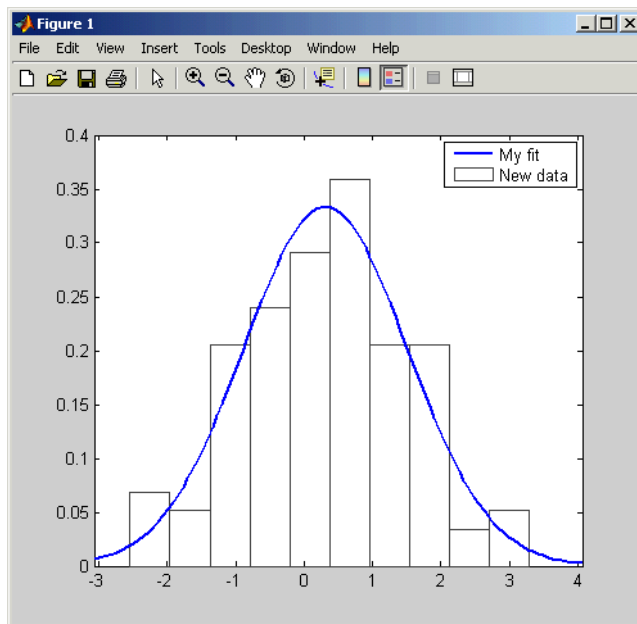 Figure 1
File Edit View Insert Tools Desktop Window Help
0.4
0.35
0.3
0.25
0.2
0.15
0.1
0.05
0
My fit
New data
-3 -2 -1 0 1 2 3 4